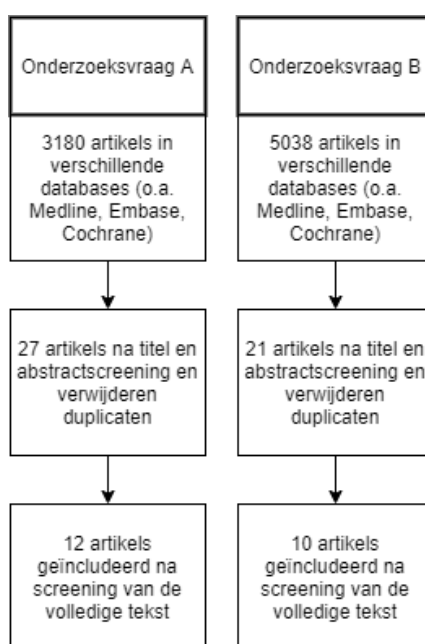 Onderzoeksvraag A
3180 artikels in
verschillende
databases (o.a.
Medline, Embase,
Cochrane)
27 artikels na titel en
abstractscreening en
verwijderen
duplicaten
12 artikels
geïncludeerd na
screening van de
volledige tekst
Onderzoeksvraag B
5038 artikels in
verschillende
databases (o.a.
Medline, Embase,
Cochrane)
21 artikels na titel en
abstractscreening en
verwijderen
duplicaten
10 artikels
geïncludeerd na
screening van de
volledige tekst